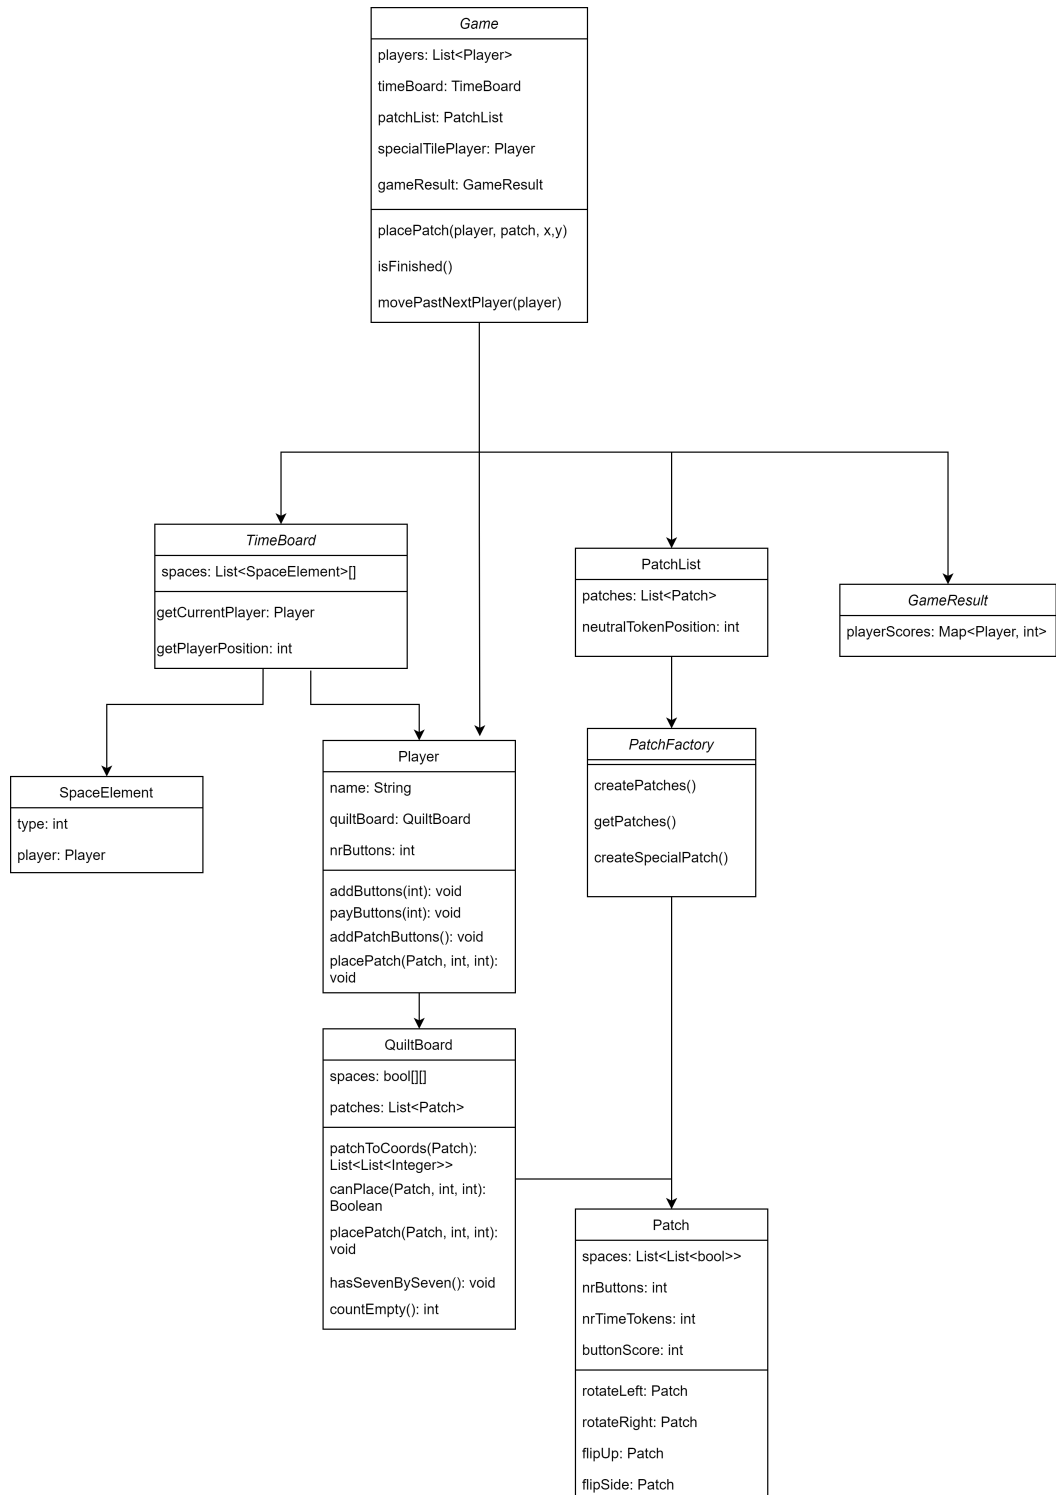 Game
players: List<Player>
timeBoard: TimeBoard
patchList: PatchList
specialTilePlayer: Player
gameResult: GameResult
placePatch(player, patch, x,y)
isFinished()
movePastNextPlayer(player)
TimeBoard
spaces: List<SpaceElement>[]
getCurrentPlayer: Player
getPlayerPosition: int
PatchList
patches: List<Patch>
neutralTokenPosition: int
GameResult
playerScores: Map<Player, int>
SpaceElement
type: int
player: Player
Player
name: String
quiltBoard: QuiltBoard
nrButtons: int
addButtons(int): void
payButtons(int): void
addPatchButtons(): void
placePatch(Patch, int, int):
void
PatchFactory
createPatches()
getPatches()
createSpecialPatch()
QuiltBoard
spaces: bool[][]
patches: List<Patch>
patchToCoords(Patch):
List<List<Integer>>
canPlace(Patch, int, int):
Boolean
placePatch(Patch, int, int):
void
hasSevenBySeven(): void
countEmpty(): int
Patch
spaces: List<List<bool>>
nrButtons: int
nrTimeTokens: int
buttonScore: int
rotateLeft: Patch
rotateRight: Patch
flipUp: Patch
flipSide: Patch